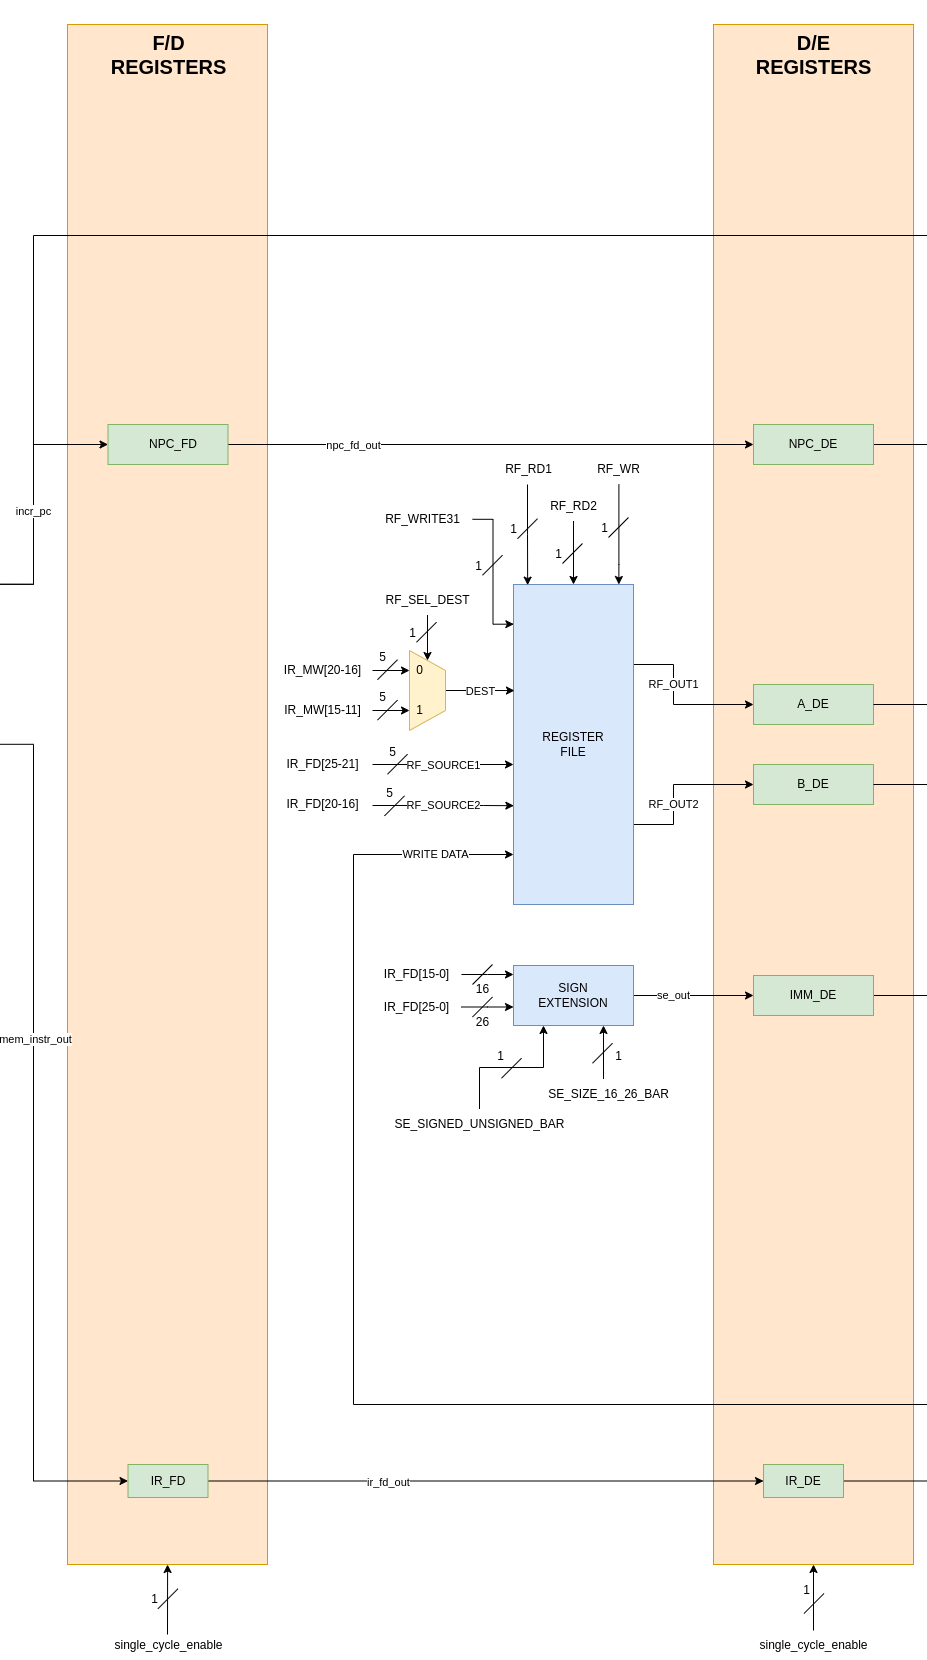 F/D
REGISTERS
D/E
REGISTERS
NPC_FD
npc_fd_out
NPC_DE
RF_RD1
RF_WR
RF_RD2
RF_WRITE31
1
1
1
1
incr_pc
RF_SEL_DEST
1
IR_MW[20-16]
5
0
IR_MW[15-11]
5
1
DEST
REGISTER
FILE
RF_OUT1
A_DE
IR_FD[25-21]
5
RF_SOURCE1
IR_FD[20-16]
5
RF_SOURCE2
RF_OUT2
B_DE
WRITE DATA
IR_FD[15-0]
16
IR_FD[25-0]
26
SIGN
EXTENSION
se_out
IMM_DE
mem_instr_out
1
1
SE_SIZE_16_26_BAR
SE_SIGNED_UNSIGNED_BAR
IR_FD
ir_fd_out
IR_DE
1
1
single_cycle_enable
single_cycle_enable